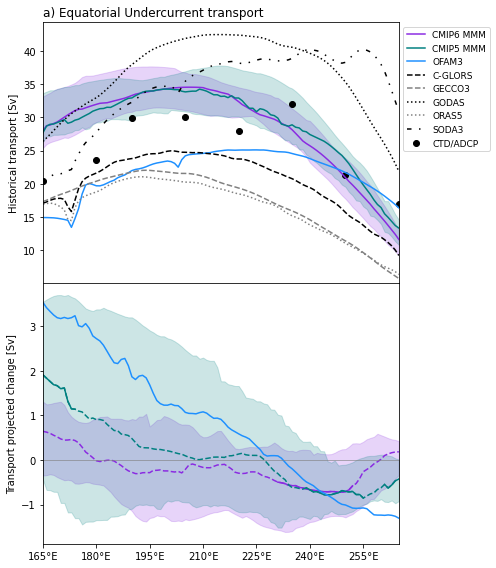 a) Equatorial Undercurrent transport
Historical transport [Sv]
40
35
30
25
20
15
10
CMIP6 MMM
CMIP5 MMM
OFAM3
C-GLORS
GECCO3
GODAS
ORAS5
SODA3
CTD/ADCP
Transport projected change [Sv]
3
2
1
0
−1
165°E 180°E 195°E 210°E 225°E 240°E 255°E